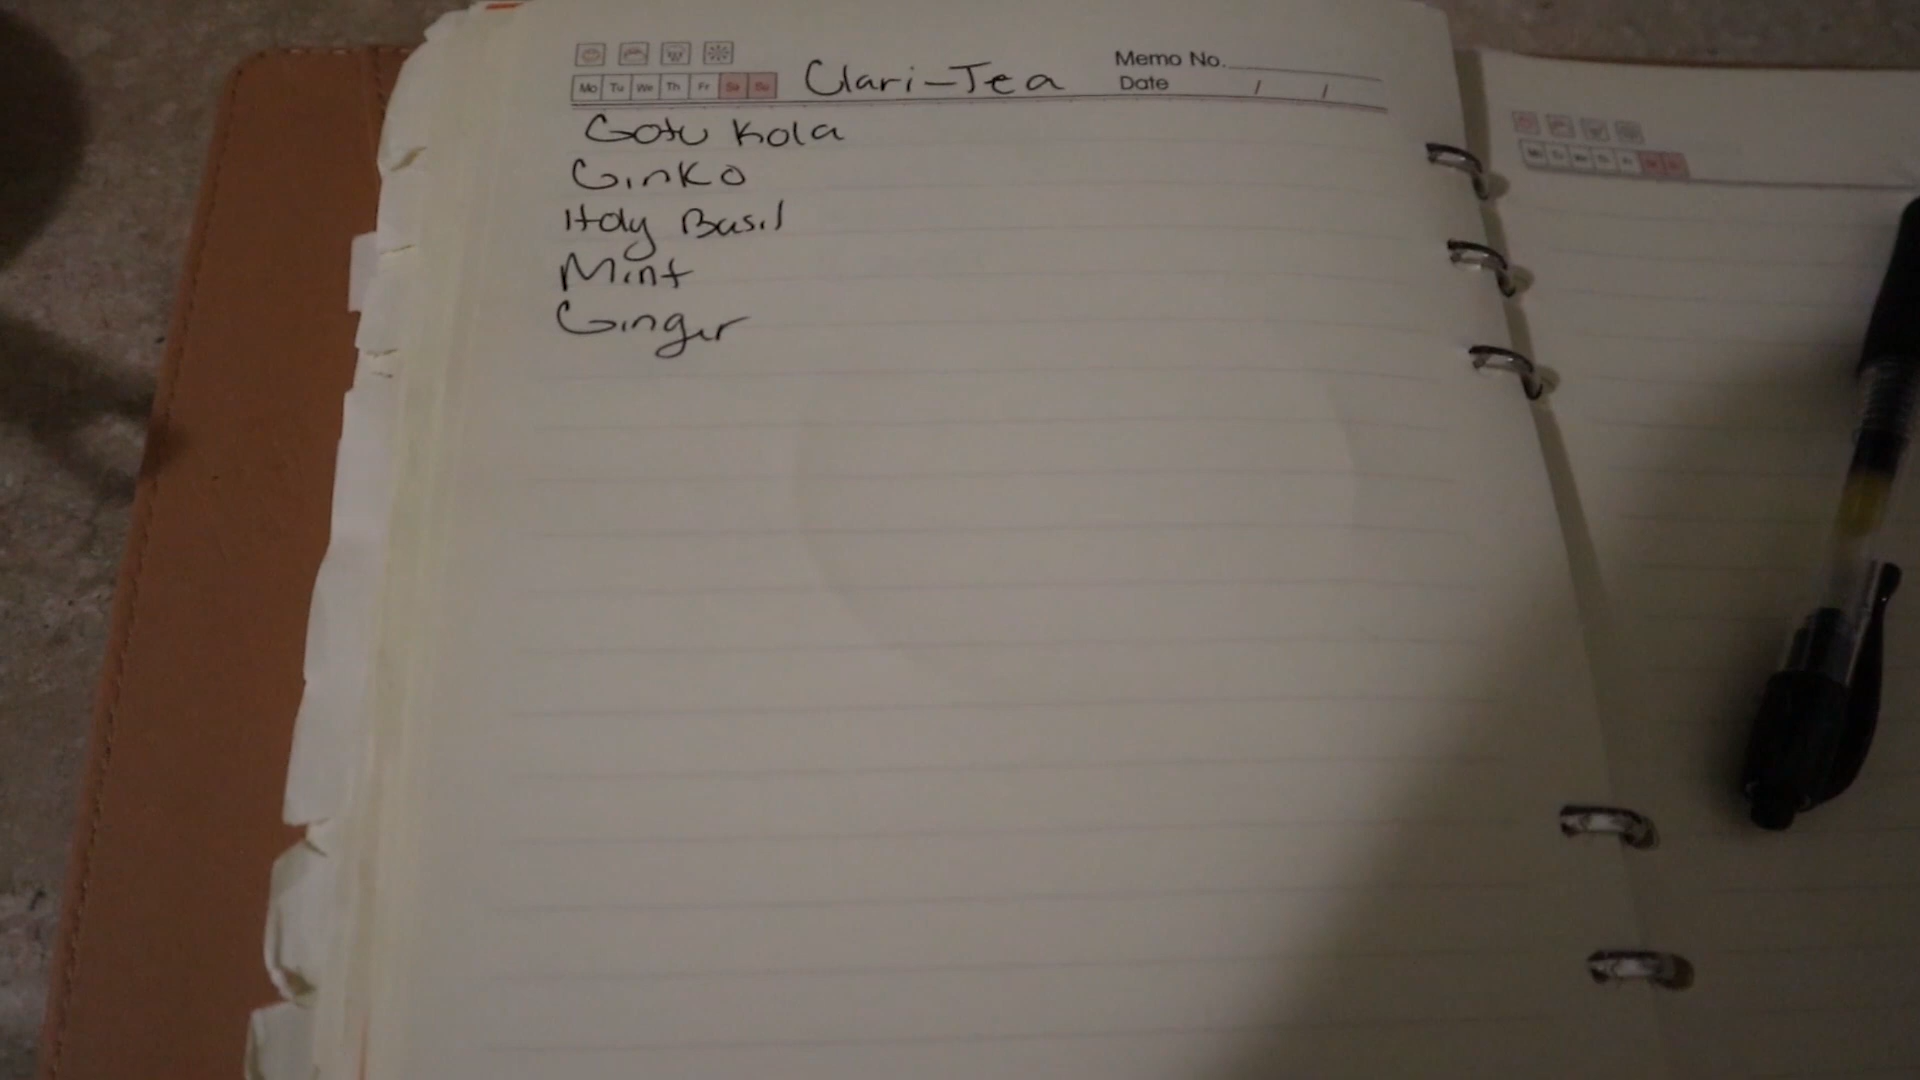 Clari-Tea
Memo No.
Mo Tu We Th Fr Sa Su
Date / /
Gotu Kola
Ginko
Holy Basil
Mint
Ginger